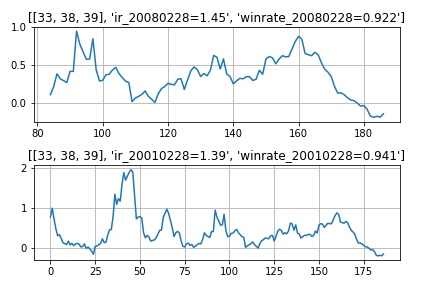 [[33, 38, 39], 'ir_20080228=1.45', 'winrate_20080228=0.922']
1.0
0.5
0.0
80 100 120 140 160 180
[[33, 38, 39], 'ir_20010228=1.39', 'winrate_20010228=0.941']
2
1
0
0 25 50 75 100 125 150 175